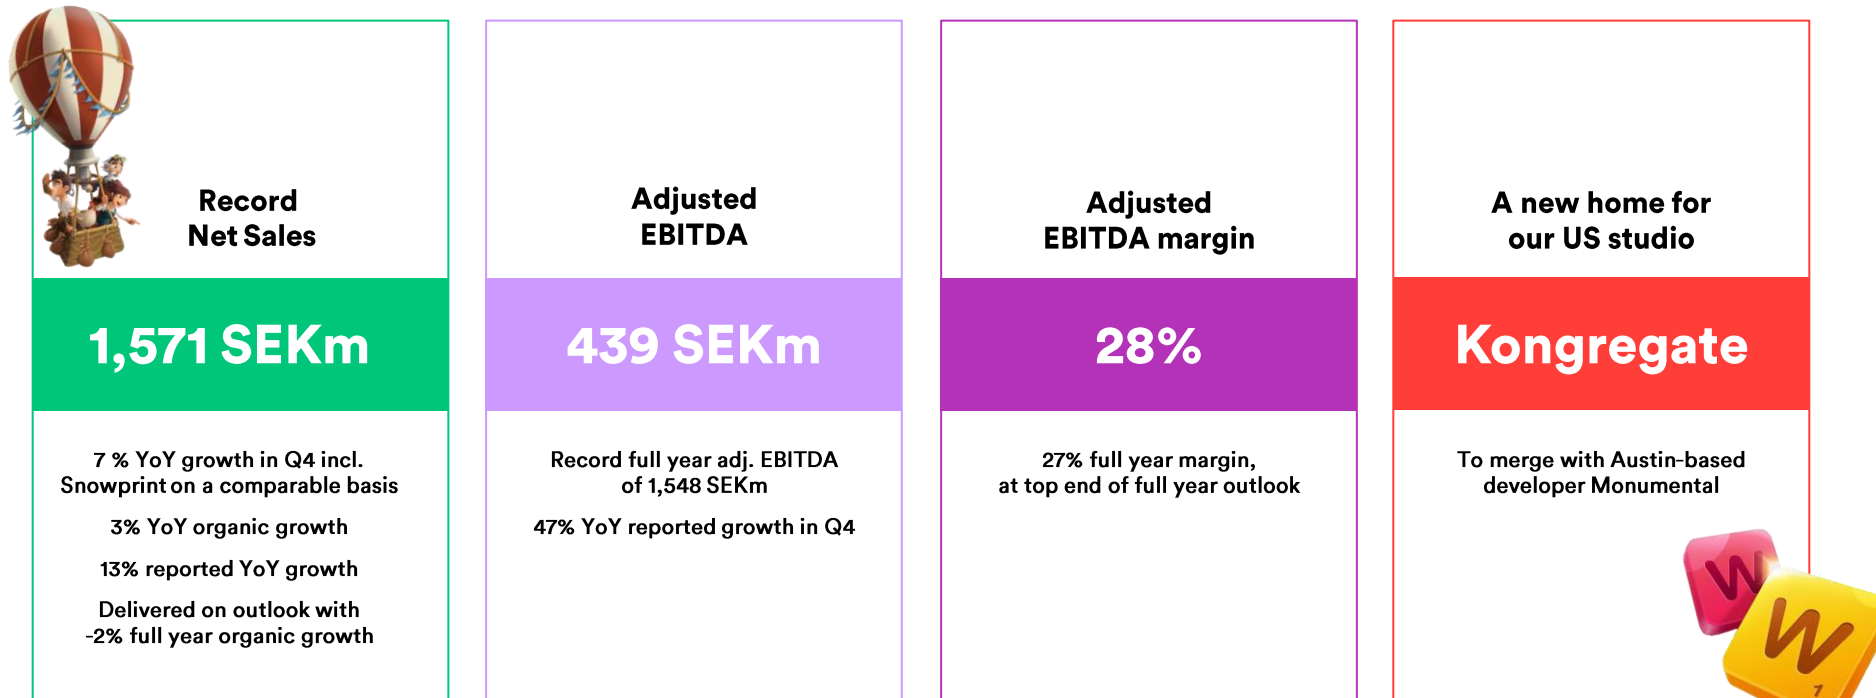 Record
Net Sales
1,571 SEKm
7 % YoY growth in Q4 incl.
Snowprint on a comparable basis
3% YoY organic growth
13% reported YoY growth
Delivered on outlook with
-2% full year organic growth
Adjusted
EBITDA
439 SEKm
Record full year adj. EBITDA
of 1,548 SEKm
47% YoY reported growth in Q4
Adjusted
EBITDA margin
28%
27% full year margin,
at top end of full year outlook
A new home for
our US studio
Kongregate
To merge with Austin-based
developer Monumental
W
W
1